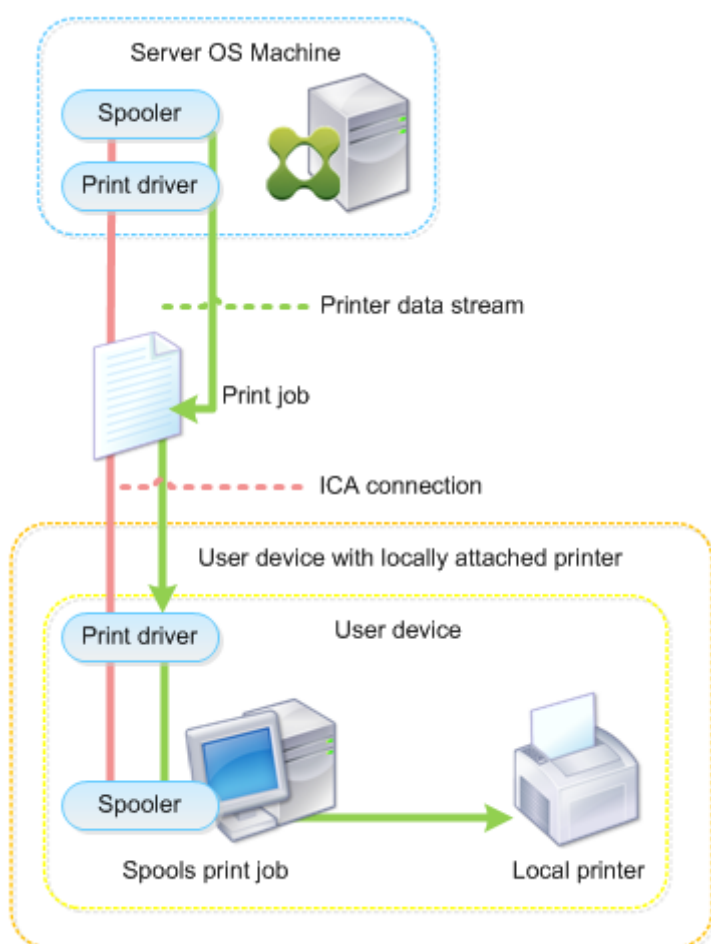 Server OS Machine
Spooler
Print driver
Printer data stream
Print job
ICA connection
User device with locally attached printer
Print driver
User device
Spooler
Spools print job
Local printer